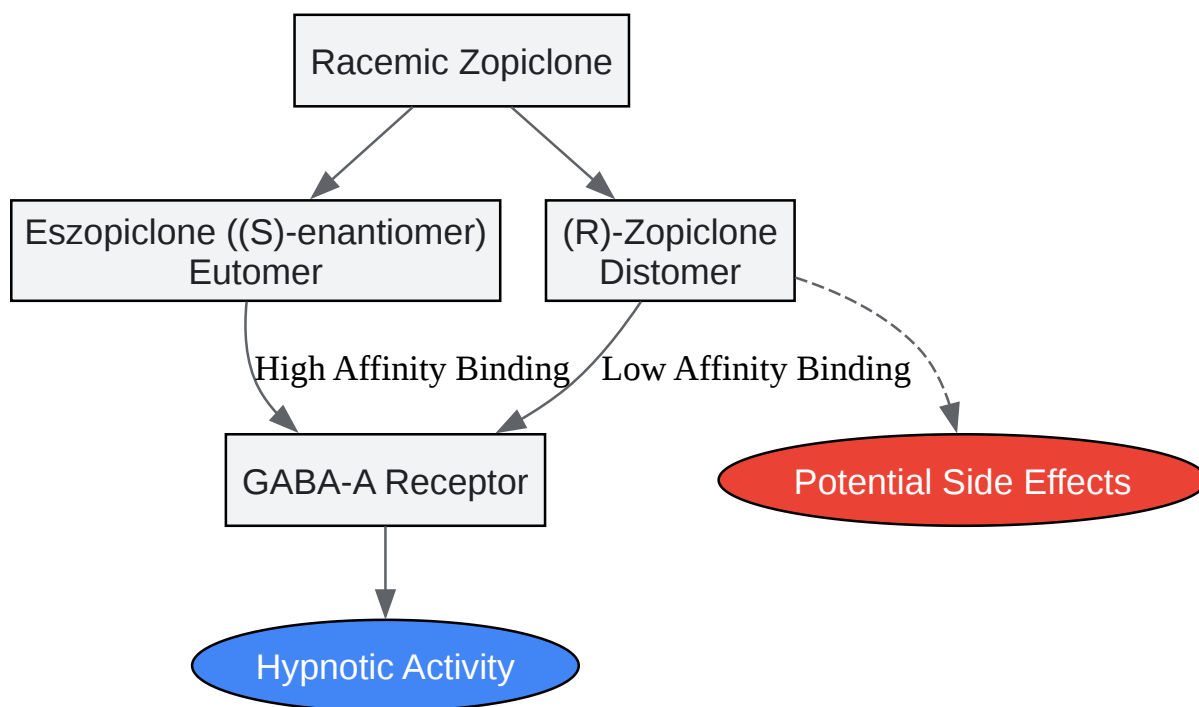 Racemic Zopiclone
Eszopiclone ((S)-enantiomer)
Eutomer
(R)-Zopiclone
Distomer
High Affinity Binding
Low Affinity Binding
GABA-A Receptor
Potential Side Effects
Hypnotic Activity